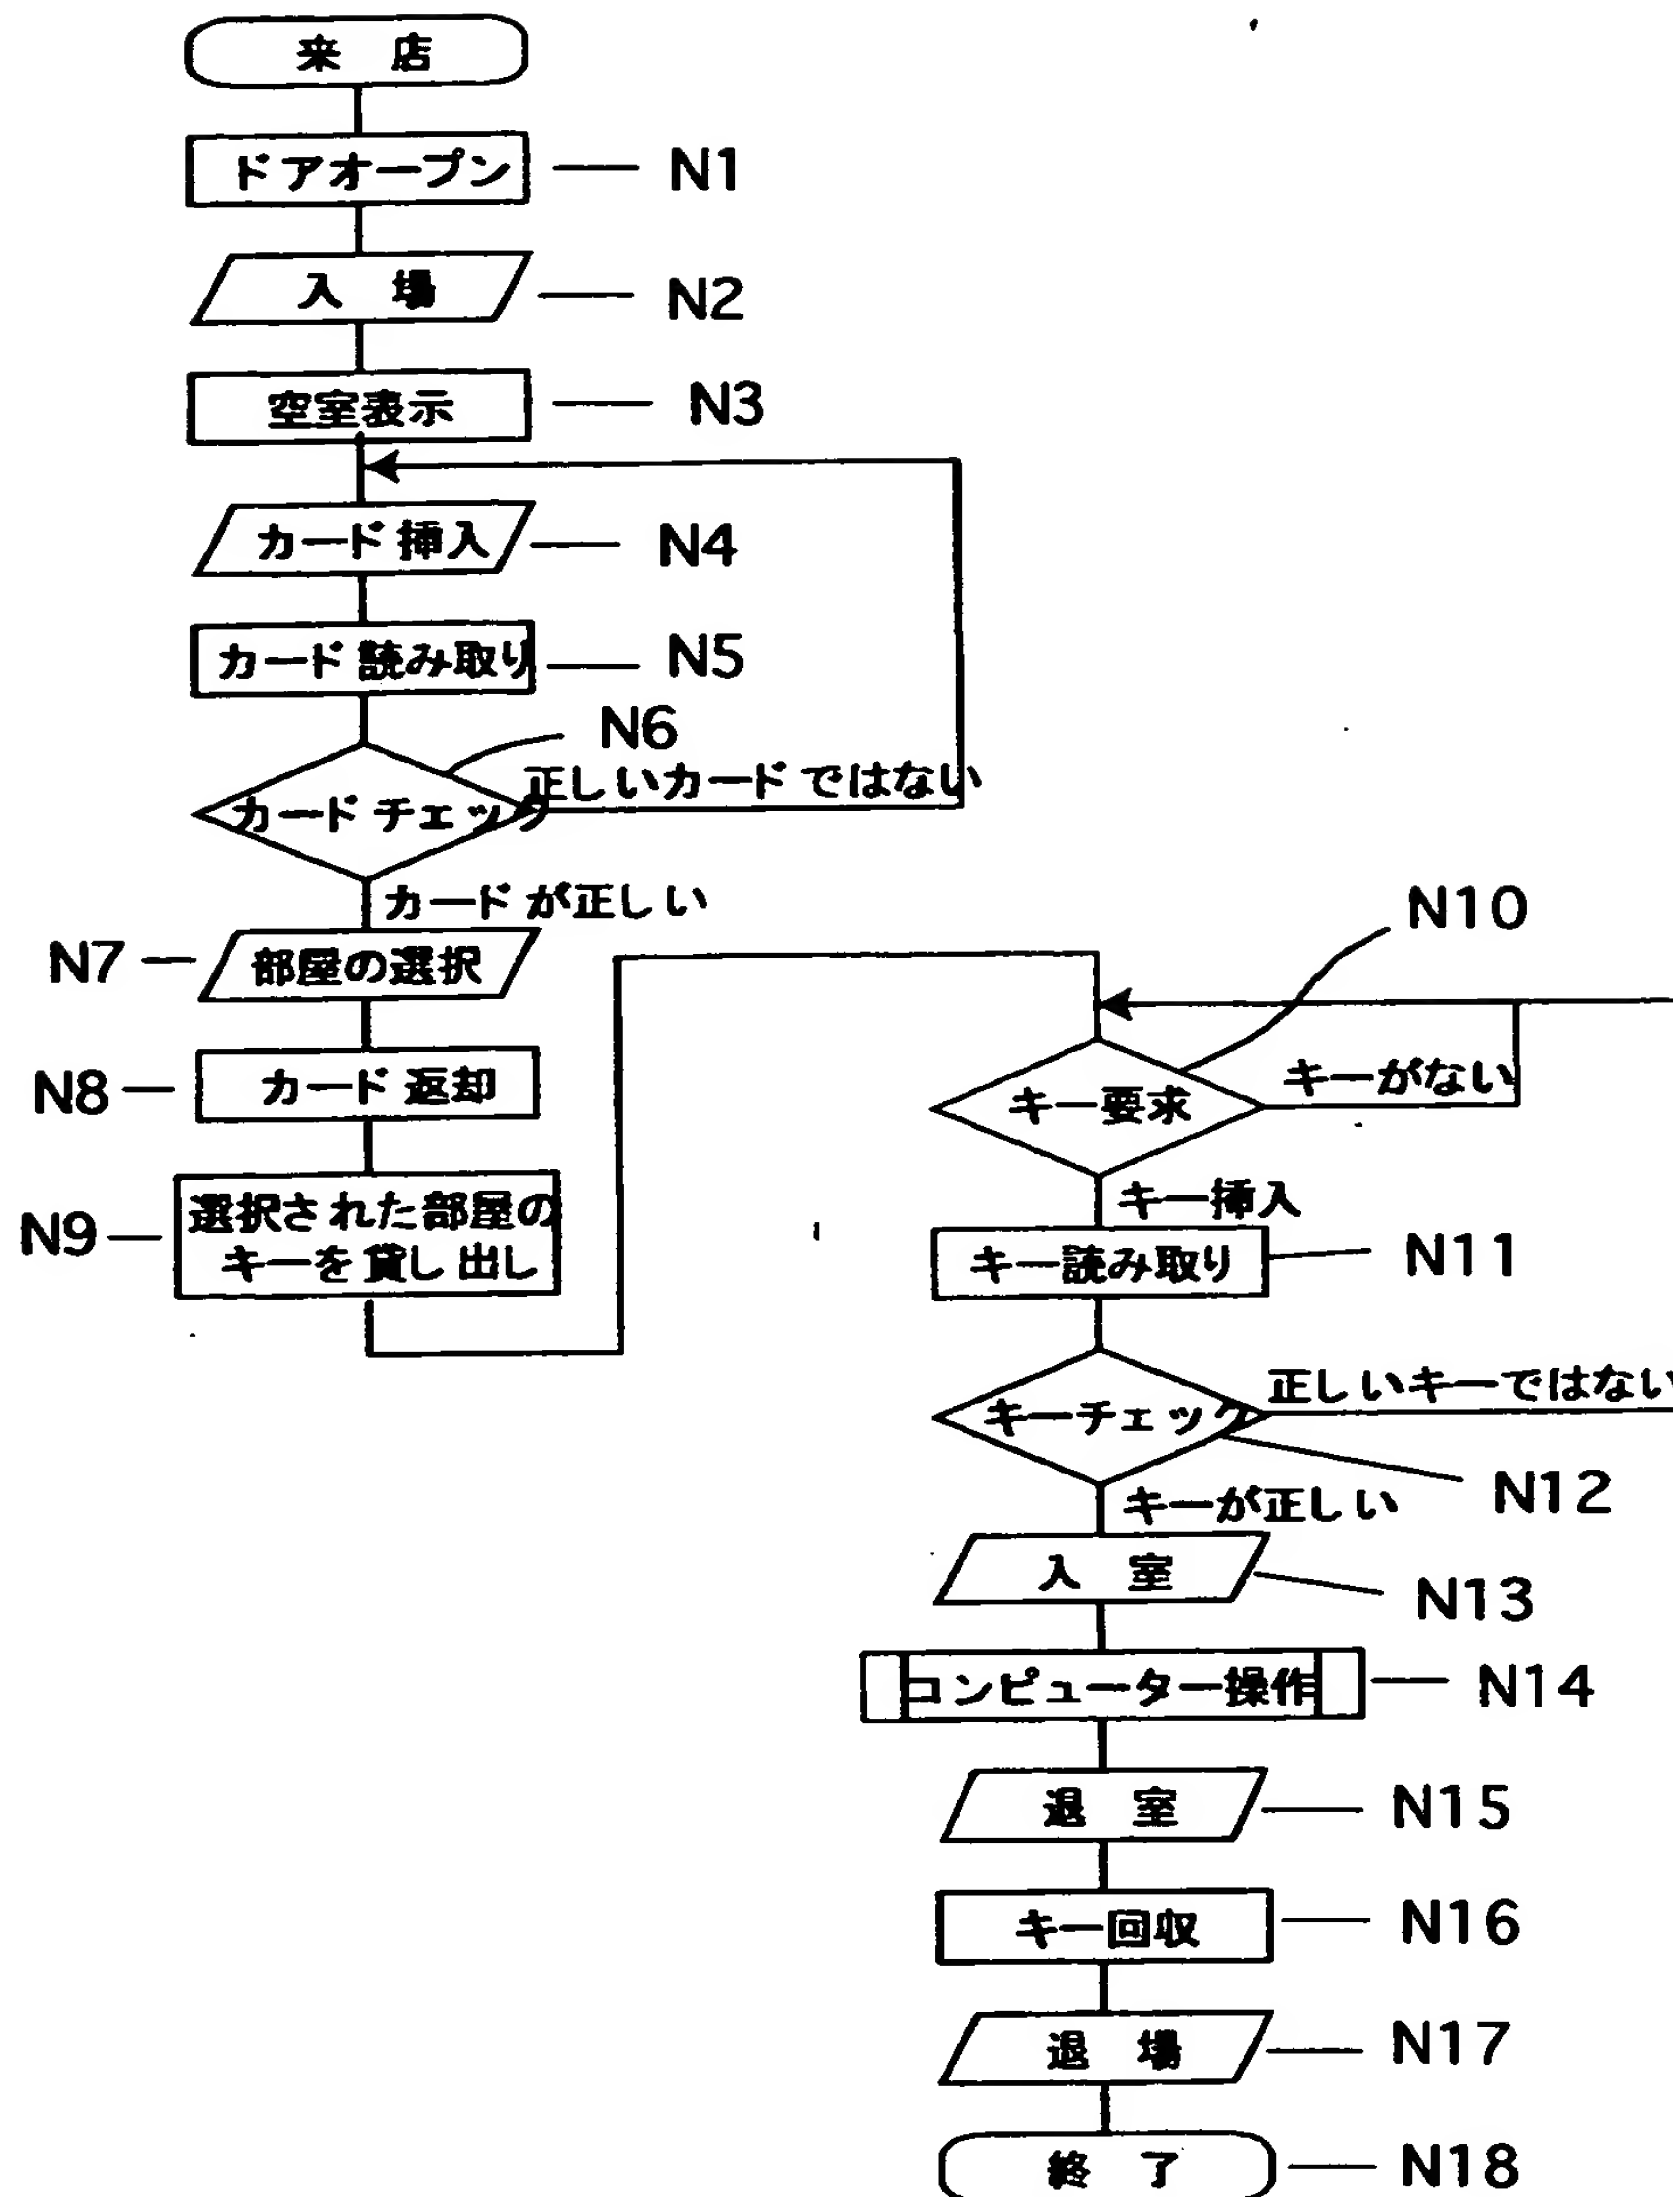 来 店
ドアオープン N1
入 場 N2
空室表示 N3
カード 挿入 N4
カード 読み取り N5
N6
正しいカード ではない
カードチェック
カード が正しい
N7 部屋の選択
N8 カード 返却
N9 選択された部屋の
キーを 貸し 出し
N10
キー要求 キーがない
キー挿入
キー読み取り N11
キーチェック 正しいキーではない
N12
キーが正しい
入 室 N13
コンピューター操作 N14
退 室 N15
キー回収 N16
退 場 N17
終 了 N18